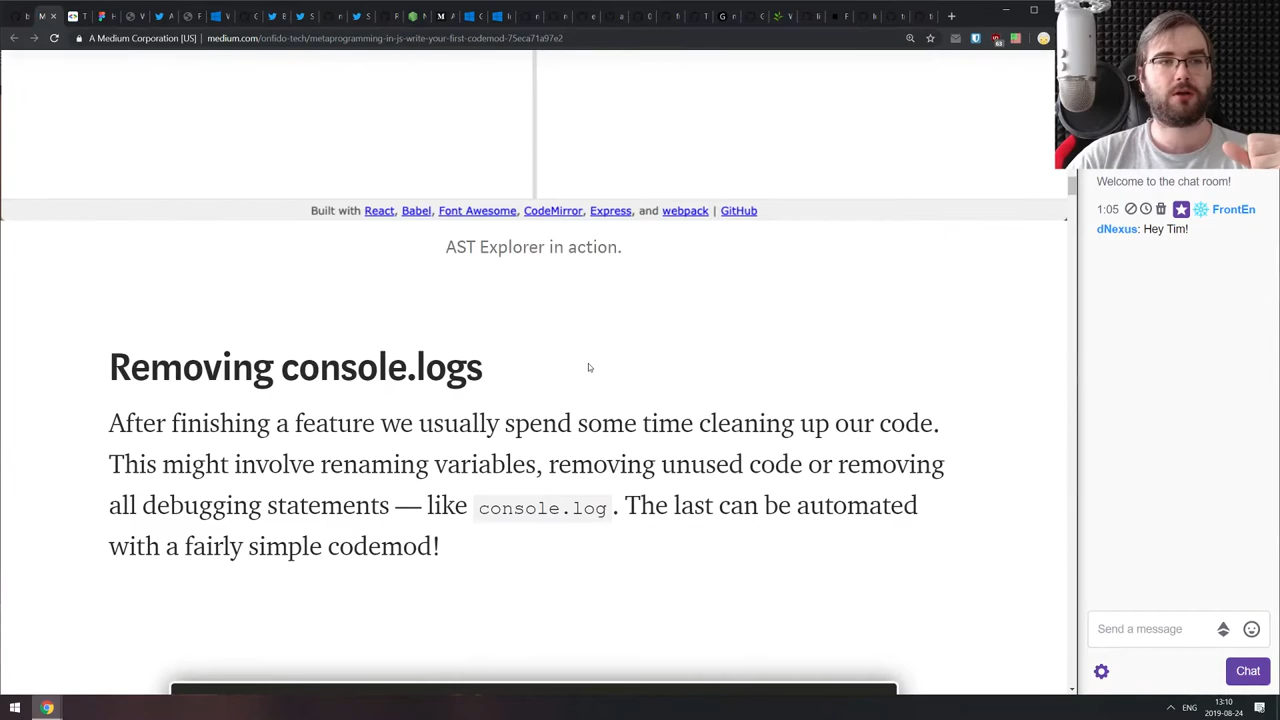 A Medium Corporation [US] | medium.com/onfido-tech/metaprogramming-in-js-write-your-first-codemod-75eca71a97e2
63
Built with React, Babel, Font Awesome, CodeMirror, Express, and webpack | GitHub
AST Explorer in action.
Removing console.logs
After finishing a feature we usually spend some time cleaning up our code.
This might involve renaming variables, removing unused code or removing
all debugging statements — like console.log. The last can be automated
with a fairly simple codemod!
Welcome to the chat room!
1:05 FrontEn
dNexus: Hey Tim!
Send a message
Chat
ENG
13:10
2019-08-24